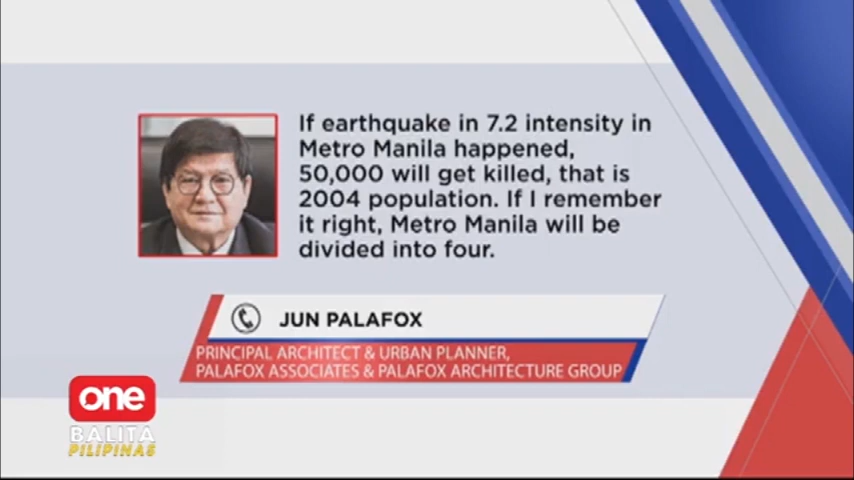 If earthquake in 7.2 intensity in
Metro Manila happened,
50,000 will get killed, that is
2004 population. If I remember
it right, Metro Manila will be
divided into four.
JUN PALAFOX
PRINCIPAL ARCHITECT & URBAN PLANNER,
PALAFOX ASSOCIATES & PALAFOX ARCHITECTURE GROUP
one
BALITA
PILIPINAS